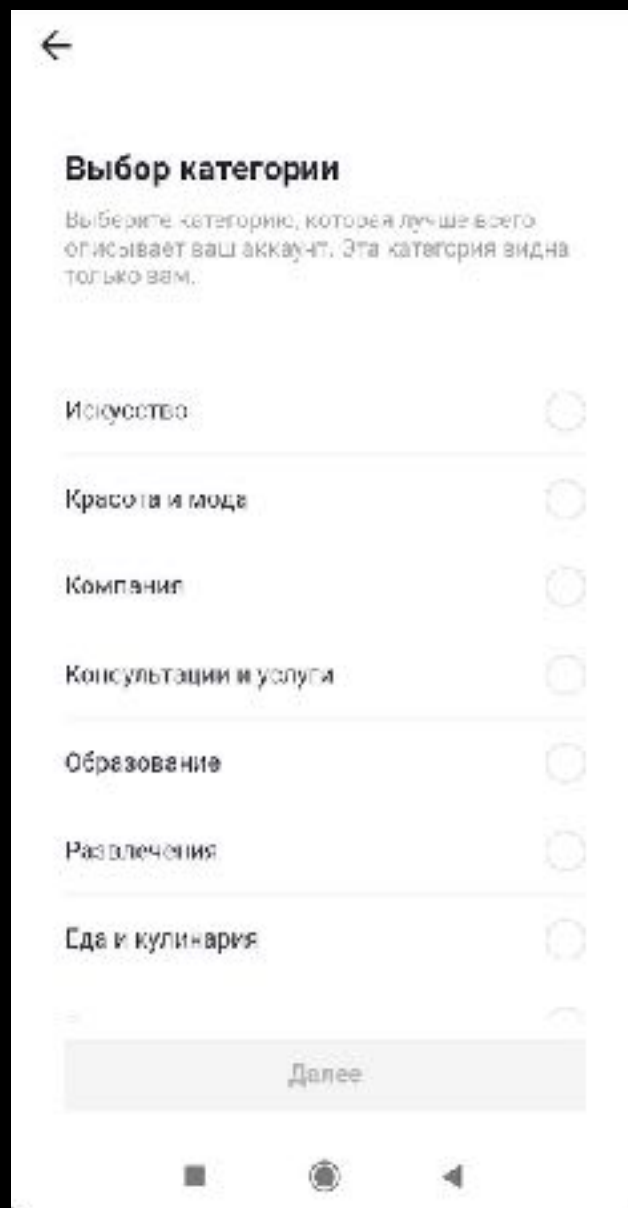 Выбор категории
Выберите категорию, которая лучше всего
описывает ваш аккаунт. Эта категория видна
только вам.
Искусство
Красота и мода
Компания
Консультации и услуги
Образование
Развлечения
Еда и кулинария
Далее